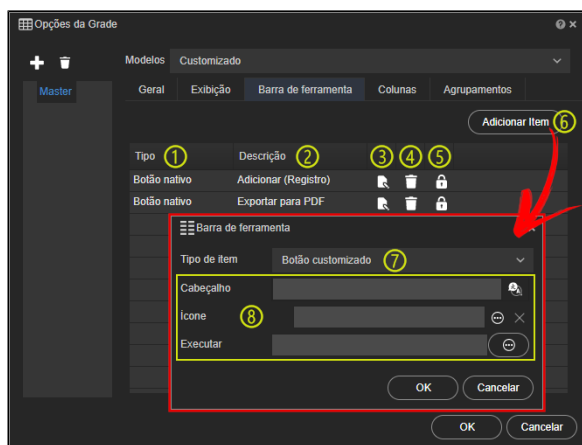 Opções da Grade
Modelos Customizado
Master
Geral Exibição Barra de ferramenta Colunas Agrupamentos
Adicionar Item 6
Tipo 1 Descrição 2 3 4 5
Botão nativo Adicionar (Registro)
Botão nativo Exportar para PDF
Barra de ferramenta
Tipo de item Botão customizado 7
Cabeçalho
Ícone 8
Executar
OK Cancelar
OK Cancelar